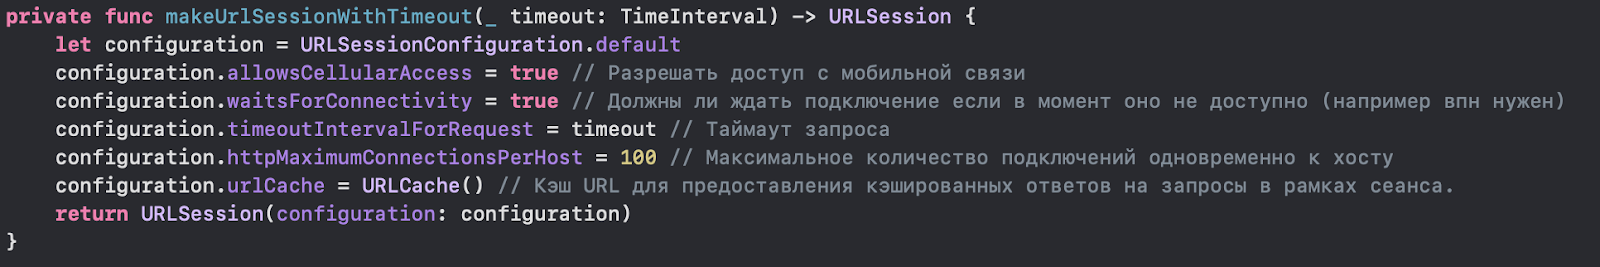 private func makeUrlSessionWithTimeout(_ timeout: TimeInterval) -> URLSession {
    let configuration = URLSessionConfiguration.default
    configuration.allowsCellularAccess = true // Разрешать доступ с мобильной связи
    configuration.waitsForConnectivity = true // Должны ли ждать подключение если в момент оно не доступно (например впн нужен)
    configuration.timeoutIntervalForRequest = timeout // Таймаут запроса
    configuration.httpMaximumConnectionsPerHost = 100 // Максимальное количество подключений одновременно к хосту
    configuration.urlCache = URLCache() // Кэш URL для предоставления кэшированных ответов на запросы в рамках сеанса.
    return URLSession(configuration: configuration)
}